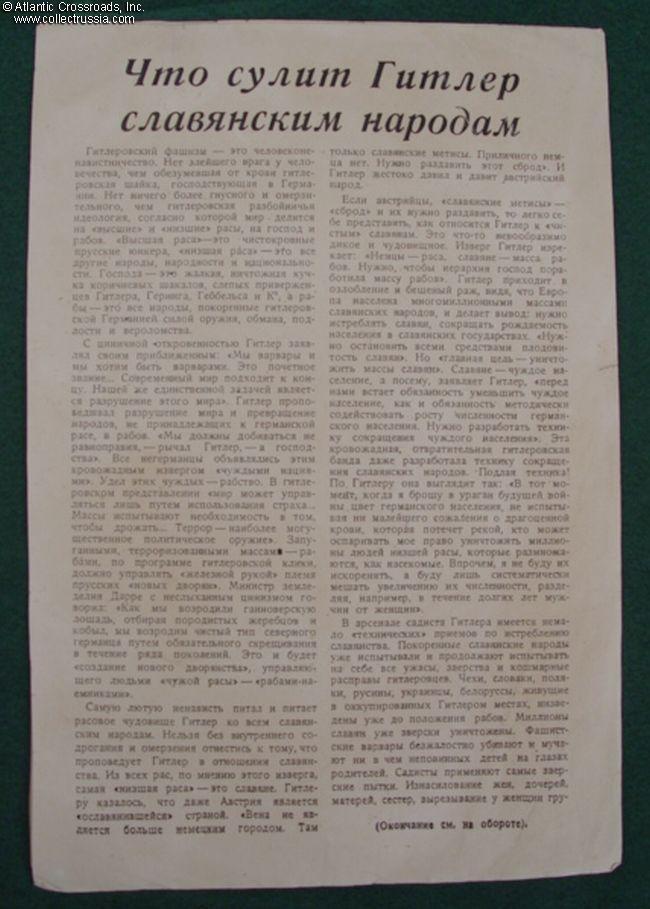 © Atlantic Crossroads, Inc.
www.collectrussia.com
Что сулит Гитлер
славянским народам
Гитлеровский фашизм — это человеконе-
навистничество. Нет злейшего врага у чело-
вечества, чем обезумевшая от крови гитле-
ровская шайка, господствующая в Герма-
нии. Нет ничего более гнусного и омерзи-
тельного, чем гитлеровская разбойничья
идеология, согласно которой мир делится
на «высшие» и «низшие» расы, на господ и
рабов. «Высшая раса»—это чистокровные
прусские юнкера, «низшая раса» — это все
другие народы, народности и национально-
сти. Господа — это жалкая, ничтожная куч-
ка коричневых шакалов, слепых привержен-
цев Гитлера, Геринга, Геббельса и К°, а ра-
бы — это все народы, покоренные гитлеров-
ской Германией силой оружия, обмана, под-
лости и вероломства.
С циничной откровенностью Гитлер заяв-
лял своим приближенным: «Мы варвары и
мы хотим быть варварами. Это почетное
звание... Современный мир подходит к кон-
цу. Нашей же единственной задачей являет-
ся разрушение этого мира». Гитлер пропо-
ведывал разрушение мира и превращение
народов, не принадлежащих к германской
расе, в рабов. «Мы должны добиваться не
равноправия, — рычал Гитлер, — а господ-
ства». Все негерманцы объявлялись этим
кровожадным извергом «чуждыми нация-
ми». Удел этих чуждых — рабство. В гит-
леровском представлении «мир может управ-
ляться лишь путем использования страха...
Массы испытывают необходимость в том,
чтобы дрожать... Террор — наиболее могу-
щественное политическое оружие». Запу-
ганными, терроризованными массами — ра-
бами, по программе гитлеровской клики,
должно управлять «железной рукой» племя
прусских «новых дворян». Министр земле-
делия Дарре с неслыханным цинизмом го-
ворил: «Как мы возродили ганноверскую
лошадь, отбирая породистых жеребцов и
кобыл, мы возродим чистый тип северного
германца путем обязательного скрещивания
в течение ряда поколений. Это и будет
«создание нового дворянства», управляю-
щего людьми «чужой расы» — «рабами-на-
емниками».
Самую лютую ненависть питал и питает
расовое чудовище Гитлер ко всем славян-
ским народам. Нельзя без внутреннего со-
дрогания и омерзения отнестись к тому, что
проповедует Гитлер в отношении славян-
ства. Из всех рас, по мнению этого изверга,
самая «низшая раса» — это славяне. Гитле-
ру казалось, что даже Австрия является
«ославянившейся» страной. «Вена не яв-
ляется больше немецким городом. Там
только славянские метисы. Приличного нем-
ца нет. Нужно раздавить этот сброд». И
Гитлер жестоко давил и давит австрийский
народ.
Если австрийцы, «славянские метисы» —
«сброд» и их нужно раздавить, то легко се-
бе представить, как относится Гитлер к «чи-
стым» славянам. Это что-то невообразимо
дикое и чудовищное. Изверг Гитлер изре-
кает: «Немцы — раса, славяне — масса ра-
бов. Нужно, чтобы иерархия господ пора-
ботила массу рабов». Гитлер приходит в
озлобление и бешеный раж, видя, что Евро-
па населена многомиллионными массами
славянских народов, и делает вывод: нужно
истреблять славян, сокращать рождаемость
населения в славянских государствах. «Нуж-
но остановить всеми средствами плодови-
тость славян». Но «главная цель — уничто-
жить массы славян». Славяне — чуждое на-
селение, а посему, заявляет Гитлер, «перед
нами встает обязанность уменьшить чуждое
население, как и обязанность методически
содействовать росту численности герман-
ского населения. Нужно разработать техни-
ку сокращения чуждого населения». Эта
кровожадная, отвратительная гитлеровская
банда даже разработала технику сокраще-
ния славянских народов. Подлая техника!
По Гитлеру она выглядит так: «В тот мо-
мент, когда я брошу в ураган будущей вой-
ны цвет германского населения, не испыты-
вая ни малейшего сожаления о драгоценной
крови, которая потечет рекой, кто может
оспаривать мое право уничтожить миллио-
ны людей низшей расы, которые размножа-
ются, как насекомые. Впрочем, я не буду их
искоренять, а буду лишь систематически
мешать увеличению их численности, разде-
ляя, например, в течение долгих лет муж-
чин от женщин».
В арсенале садиста Гитлера имеется нема-
ло «технических» приемов по истреблению
славянства. Покоренные славянские народы
уже испытывали и продолжают испытывать
на себе все ужасы, зверства и кошмарные
расправы гитлеровцев. Чехи, словаки, поля-
ки, русины, украинцы, белоруссы, живущие
в оккупированных Гитлером местах, низве-
дены уже до положения рабов. Миллионы
славян уже зверски уничтожены. Фашист-
ские варвары безжалостно убивают и муча-
ют ни в чем неповинных детей на глазах
родителей. Садисты применяют самые звер-
ские пытки. Изнасилование жен, дочерей,
матерей, сестер, вырезывание у женщин гру-
(Окончание см. на обороте).